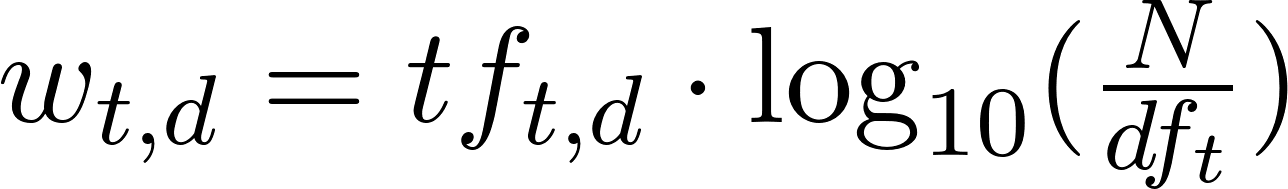 w_{t,d} = tf_{t,d} · log_{10}(N/df_t)